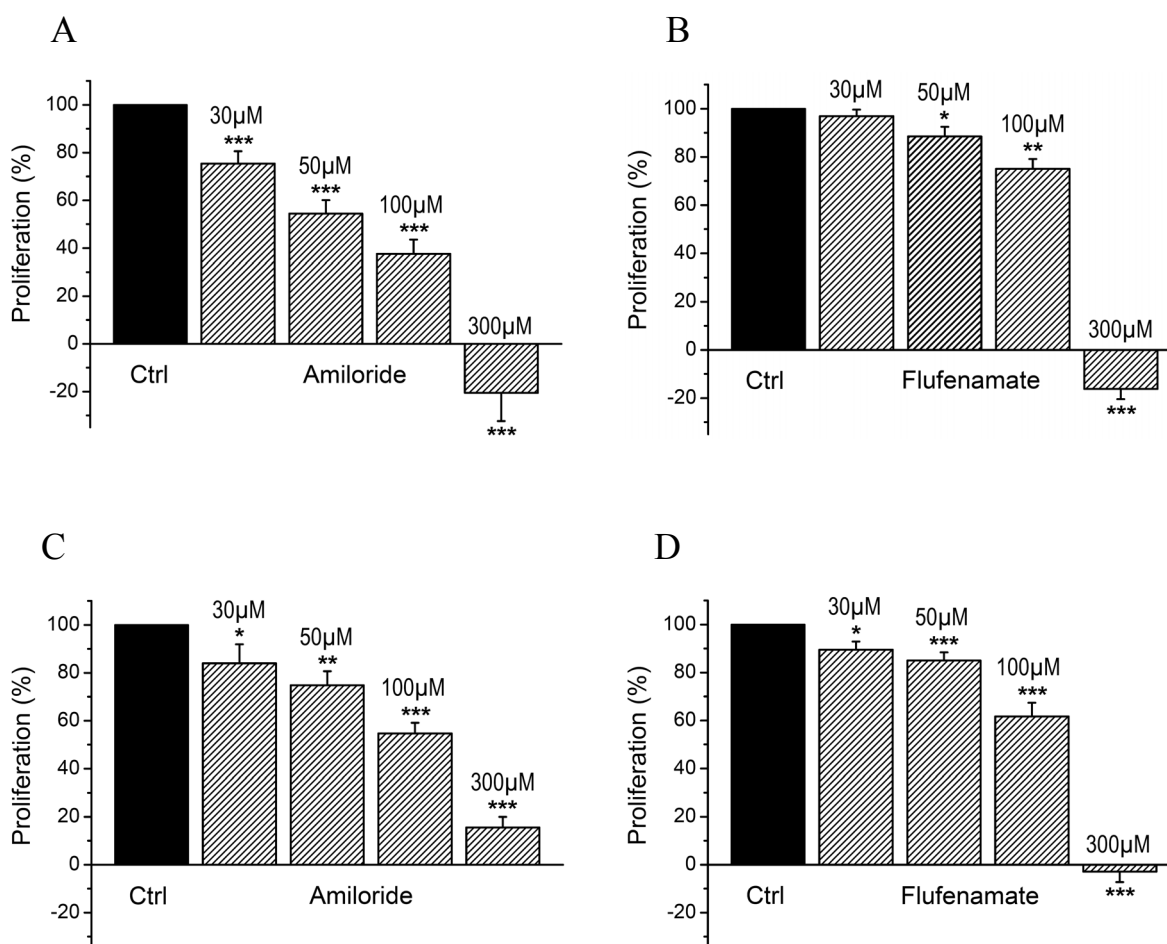 A
Proliferation (%)
100
80
60
40
20
0
-20
30µM
***
50µM
***
100µM
***
300µM
***
Ctrl
Amiloride
B
Proliferation (%)
100
80
60
40
20
0
-20
30µM
50µM
*
100µM
**
300µM
***
Ctrl
Flufenamate
C
Proliferation (%)
100
80
60
40
20
0
-20
30µM
*
50µM
**
100µM
***
300µM
***
Ctrl
Amiloride
D
Proliferation (%)
100
80
60
40
20
0
-20
30µM
*
50µM
***
100µM
***
300µM
***
Ctrl
Flufenamate